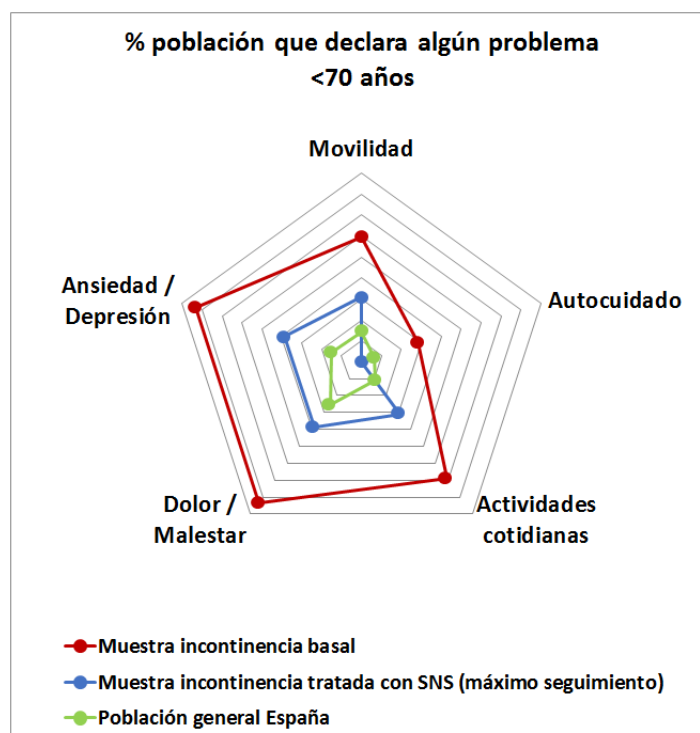 % población que declara algún problema
<70 años
Movilidad
Ansiedad /
Depresión
Autocuidado
Dolor /
Malestar
Actividades
cotidianas
Muestra incontinencia basal
Muestra incontinencia tratada con SNS (máximo seguimiento)
Población general España